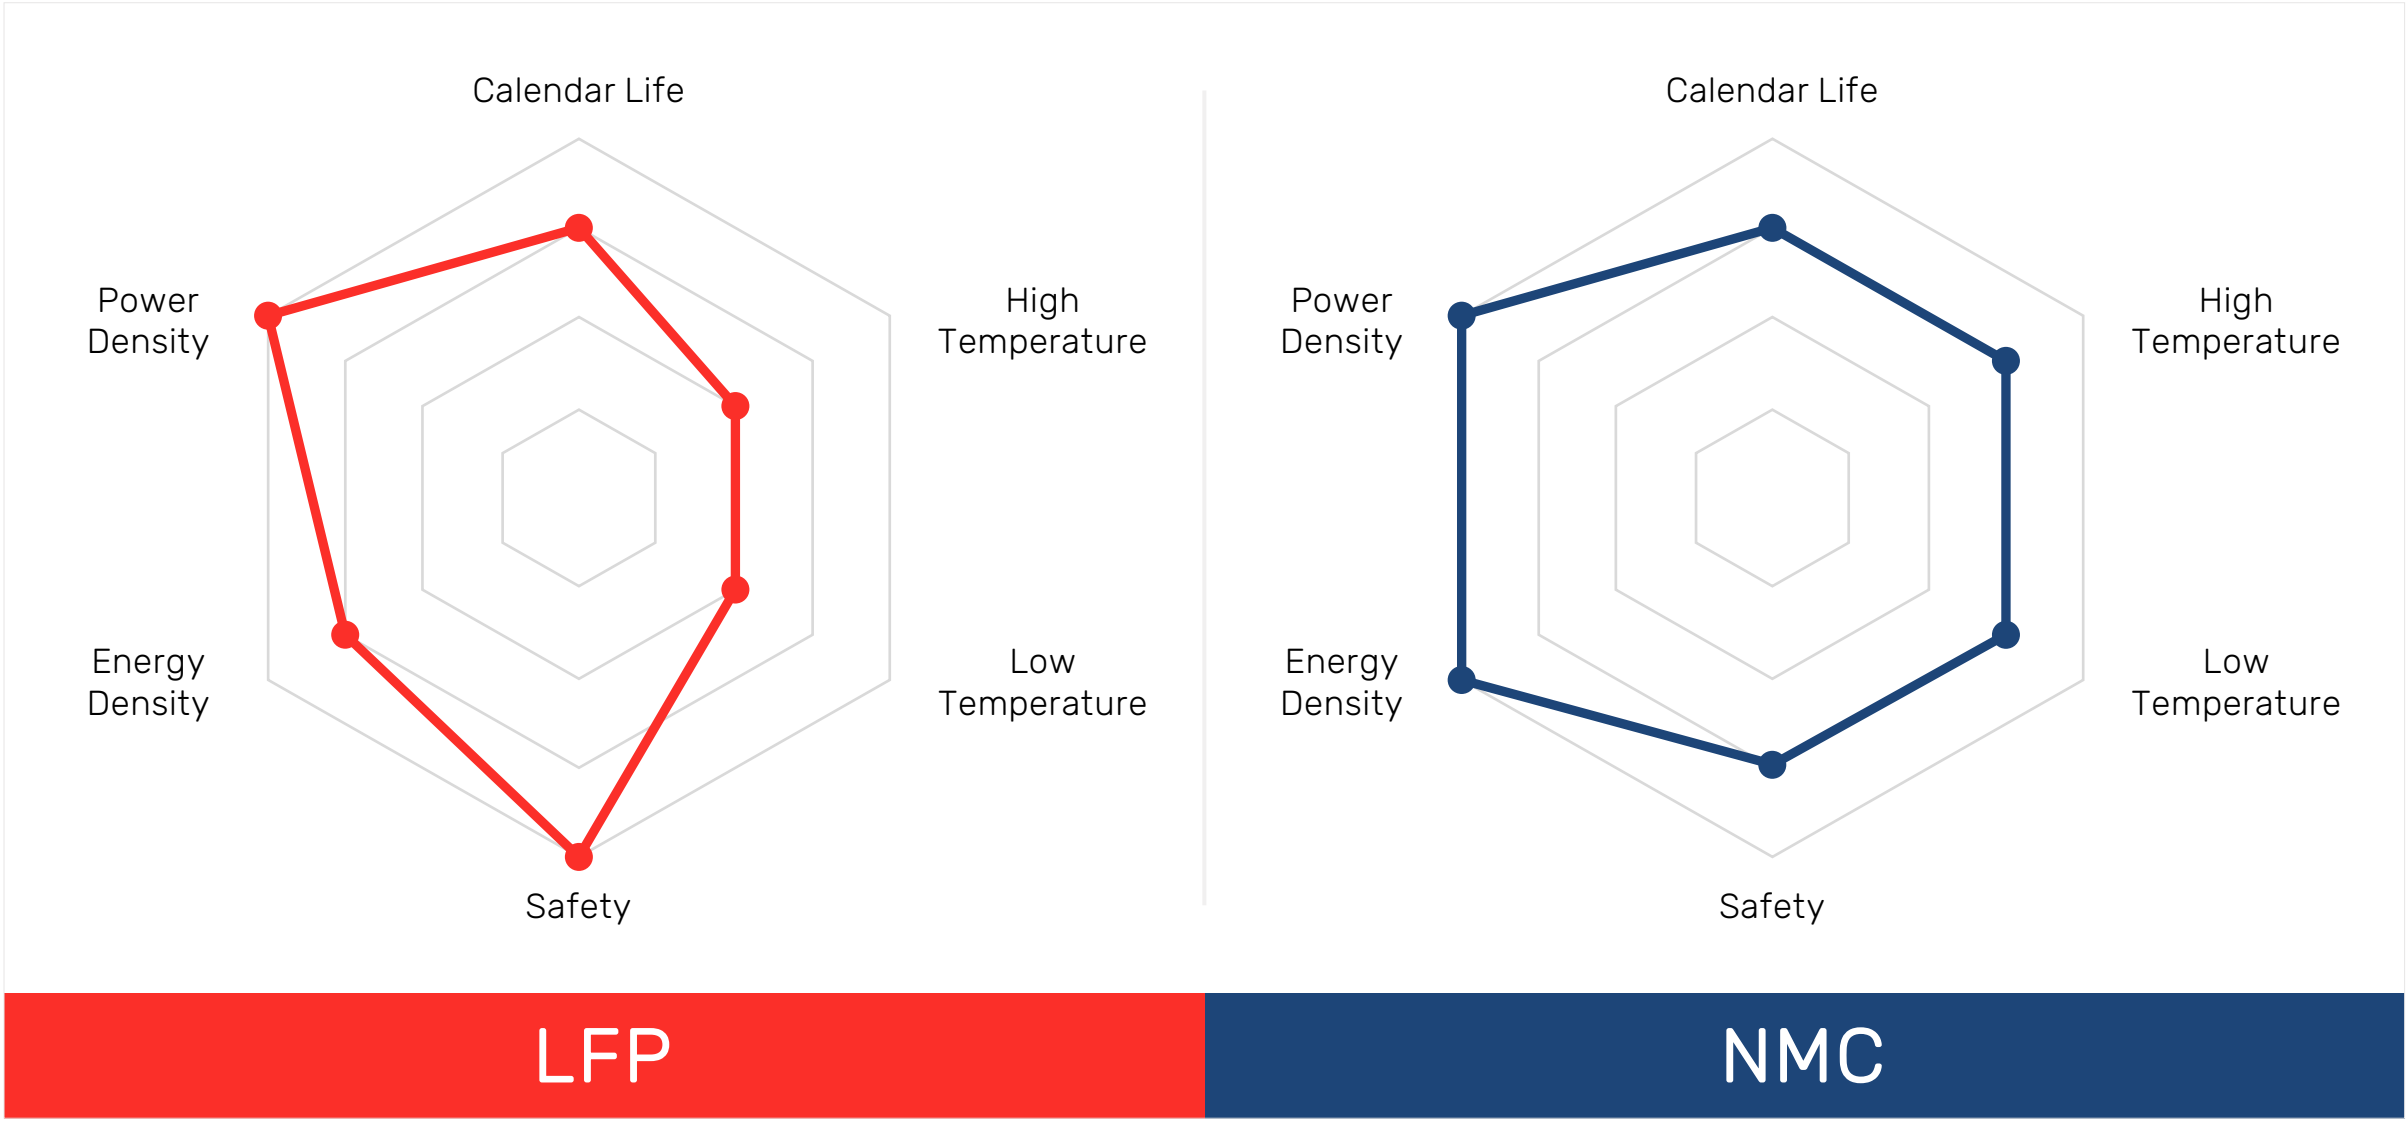 Calendar Life
Power
Density
High
Temperature
Energy
Density
Low
Temperature
Safety
LFP
Calendar Life
Power
Density
High
Temperature
Energy
Density
Low
Temperature
Safety
NMC